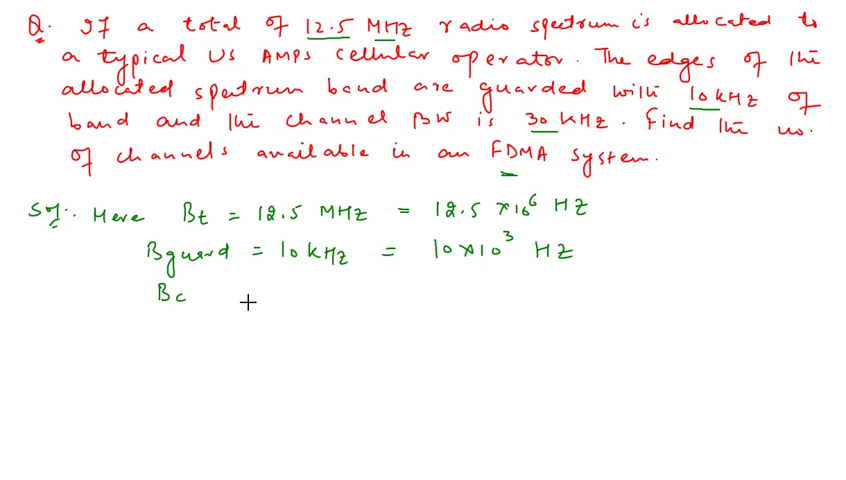 Q. If a total of 12.5 MHz radio spectrum is allocated to
a typical US AMPS cellular operator. The edges of the
allocated spectrum band are guarded with 10kHz of
band and the channel BW is 30 kHz. Find the no.
of channels available in an FDMA system.
Sol:. Here Bt = 12.5 MHz = 12.5 x 10^6 Hz
Bguard = 10 kHz = 10 x 10^3 Hz
Bc